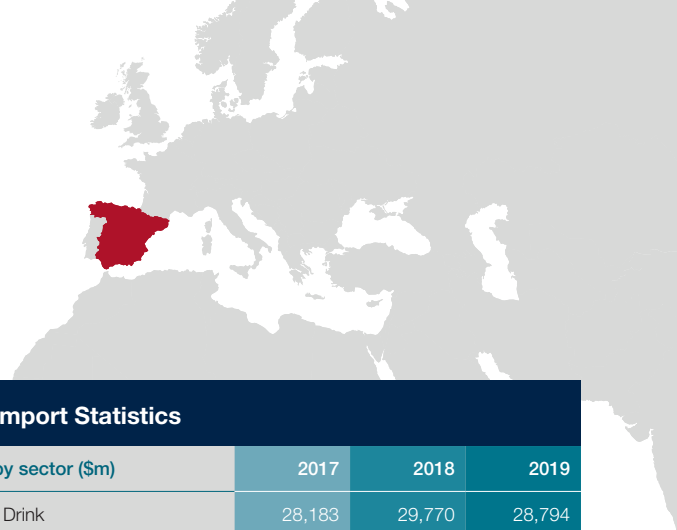 mport Statistics
by sector ($m) 2017 2018 2019
Drink 28,183 29,770 28,794